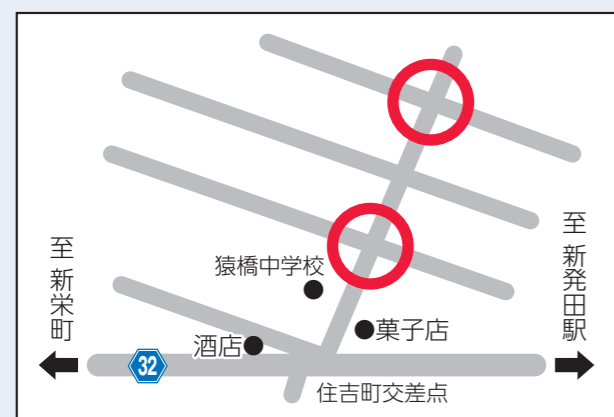 至 新栄町
猿橋中学校
酒店
32
菓子店
住吉町交差点
至 新発田駅